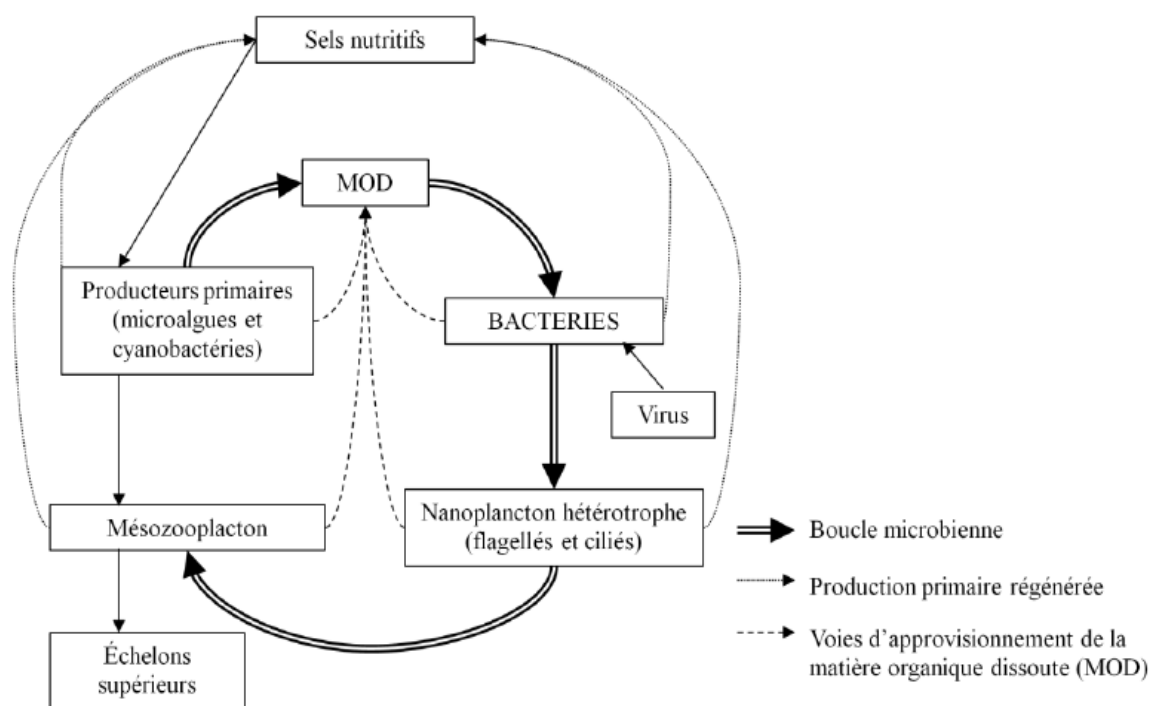 Sels nutritifs
MOD
Producteurs primaires
(microalgues et
cyanobactéries)
BACTERIES
Virus
Mésozooplacton
Nanoplancton hétérotrophe
(flagellés et ciliés)
Échelons
supérieurs
Boucle microbienne
Production primaire régénérée
Voies d'approvisionnement de la
matière organique dissoute (MOD)